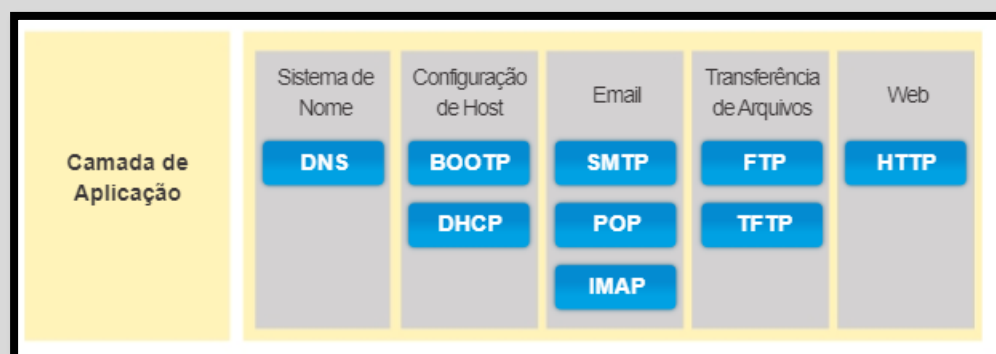 Camada de
Aplicação
Sistema de
Nome
DNS
Configuração
de Host
BOOTP
DHCP
Email
SMTP
POP
IMAP
Transferência
de Arquivos
FTP
TFTP
Web
HTTP